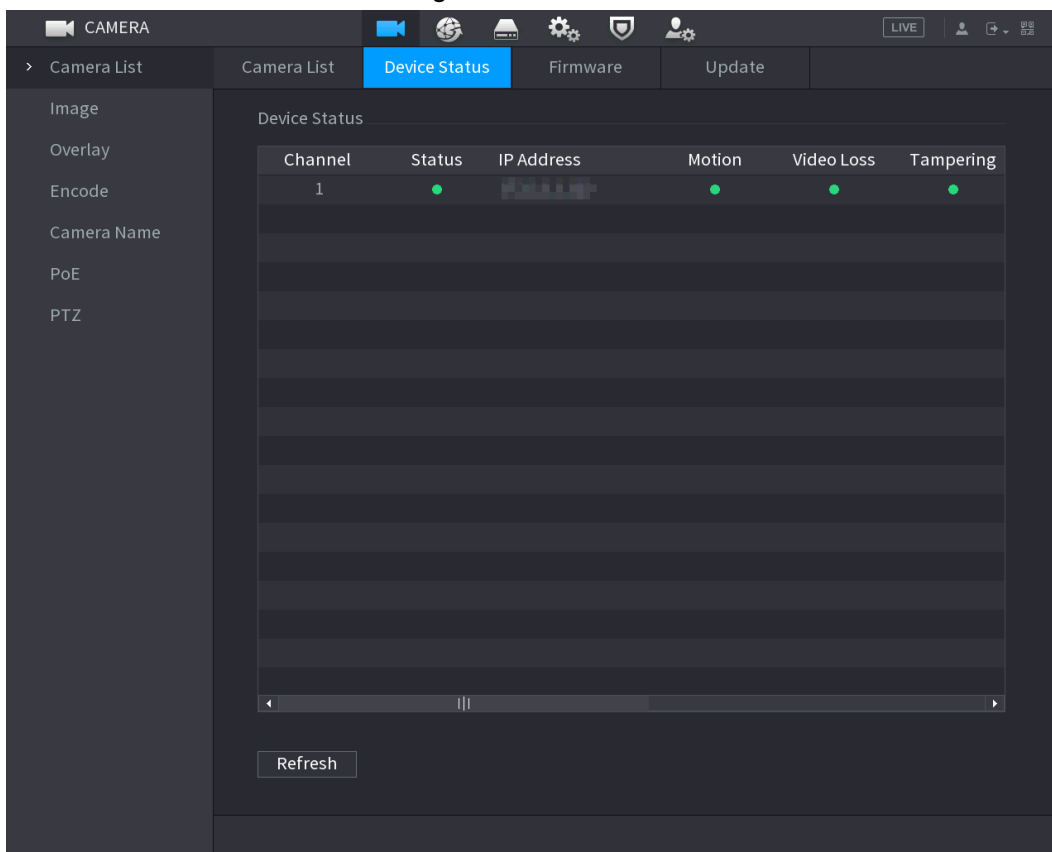 CAMERA LIVE
Camera List Camera List Device Status Firmware Update
Image
Device Status
Overlay
Channel Status IP Address Motion Video Loss Tampering
Encode 1
Camera Name
PoE
PTZ
Refresh